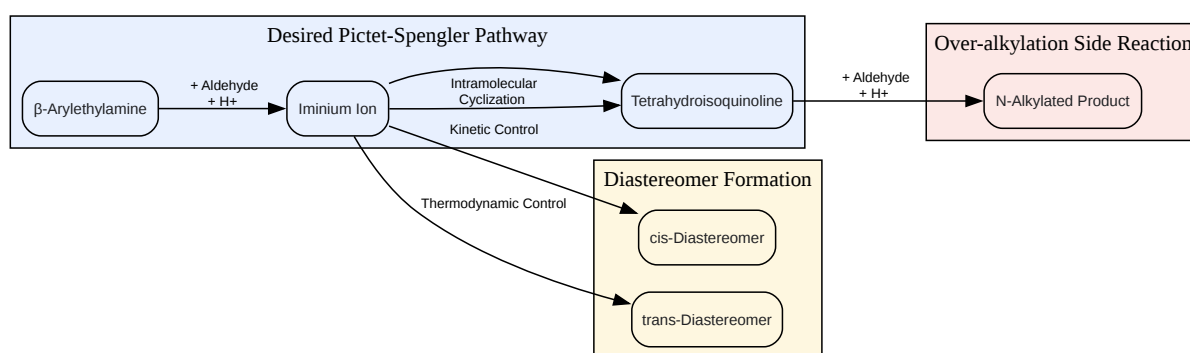 Desired Pictet-Spengler Pathway
Over-alkylation Side Reaction
β-Arylethylamine
+ Aldehyde
+ H+
Iminium Ion
Intramolecular
Cyclization
Tetrahydroisoquinoline
+ Aldehyde
+ H+
N-Alkylated Product
Kinetic Control
Thermodynamic Control
Diastereomer Formation
cis-Diastereomer
trans-Diastereomer